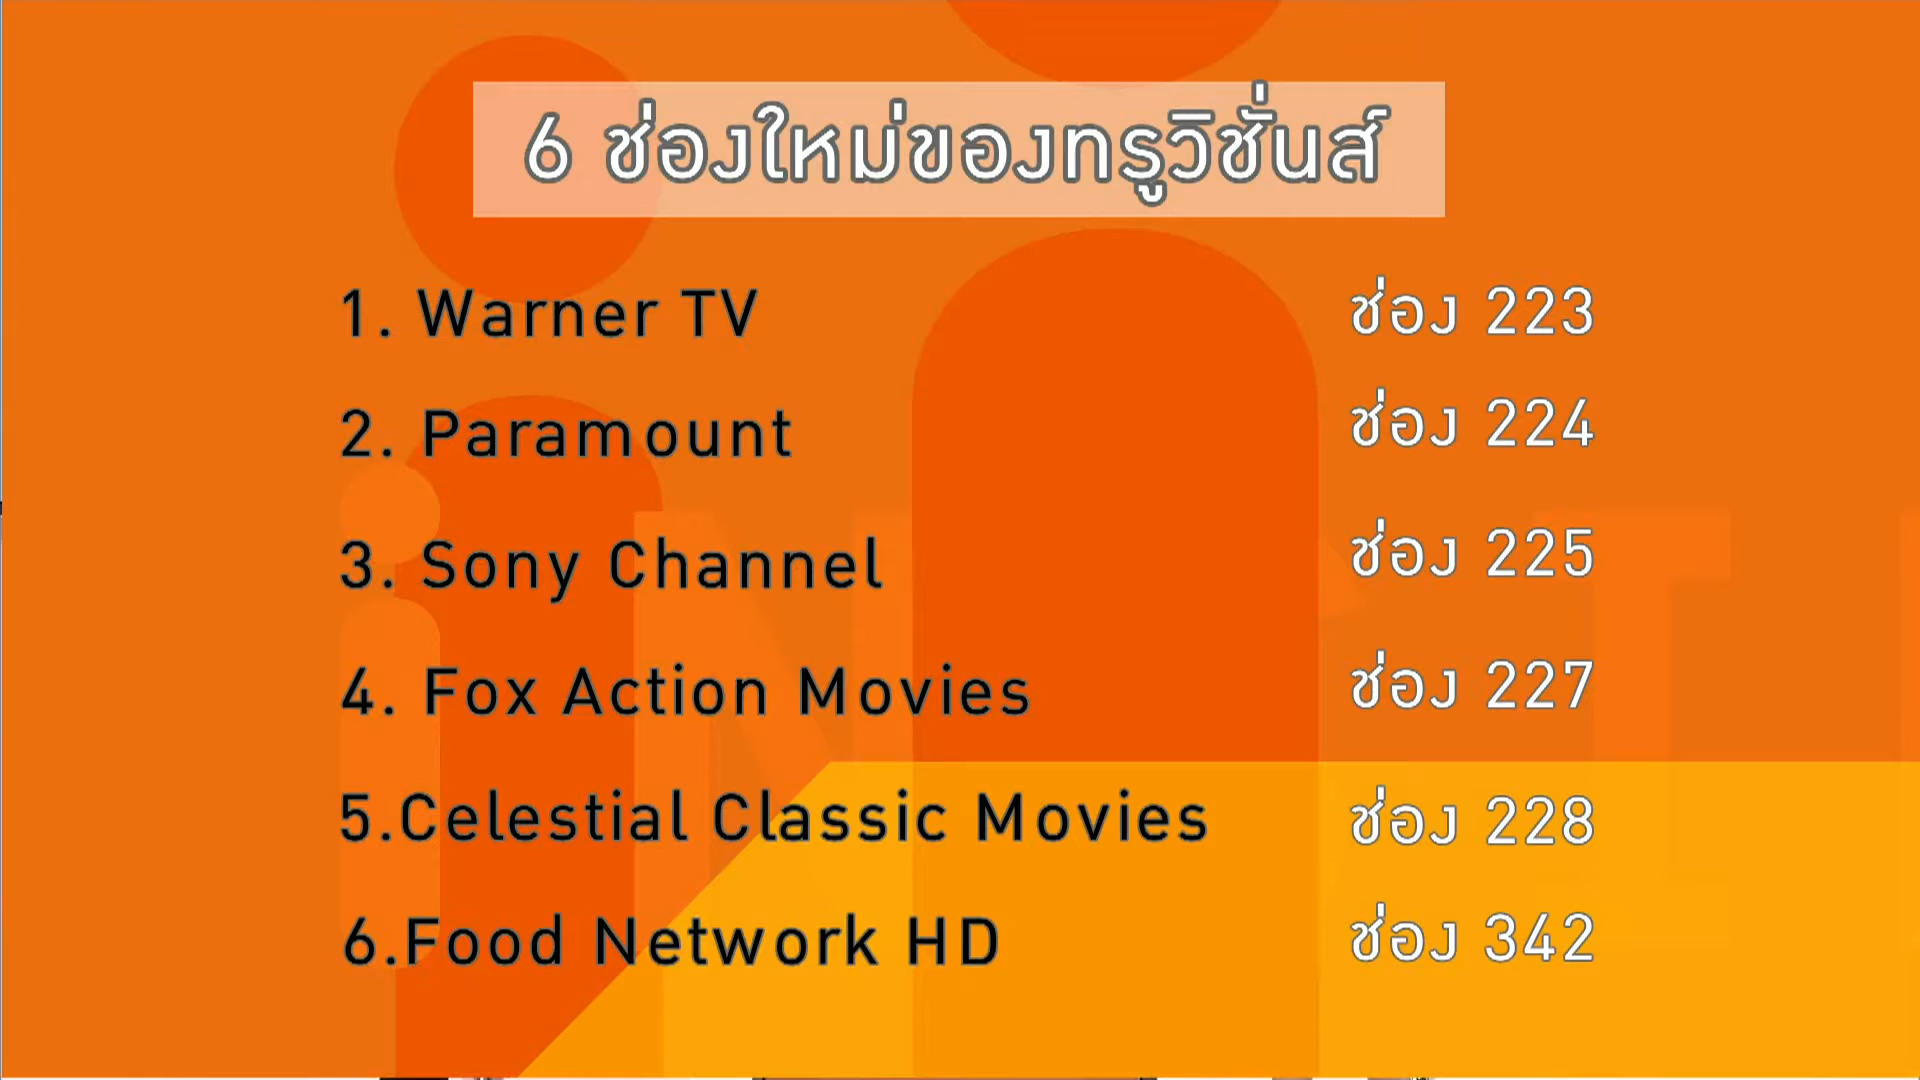 6 ช่องใหม่ของทรูวิชั่นส์
1. Warner TV ช่อง 223
2. Paramount ช่อง 224
3. Sony Channel ช่อง 225
4. Fox Action Movies ช่อง 227
5.Celestial Classic Movies ช่อง 228
6.Food Network HD ช่อง 342